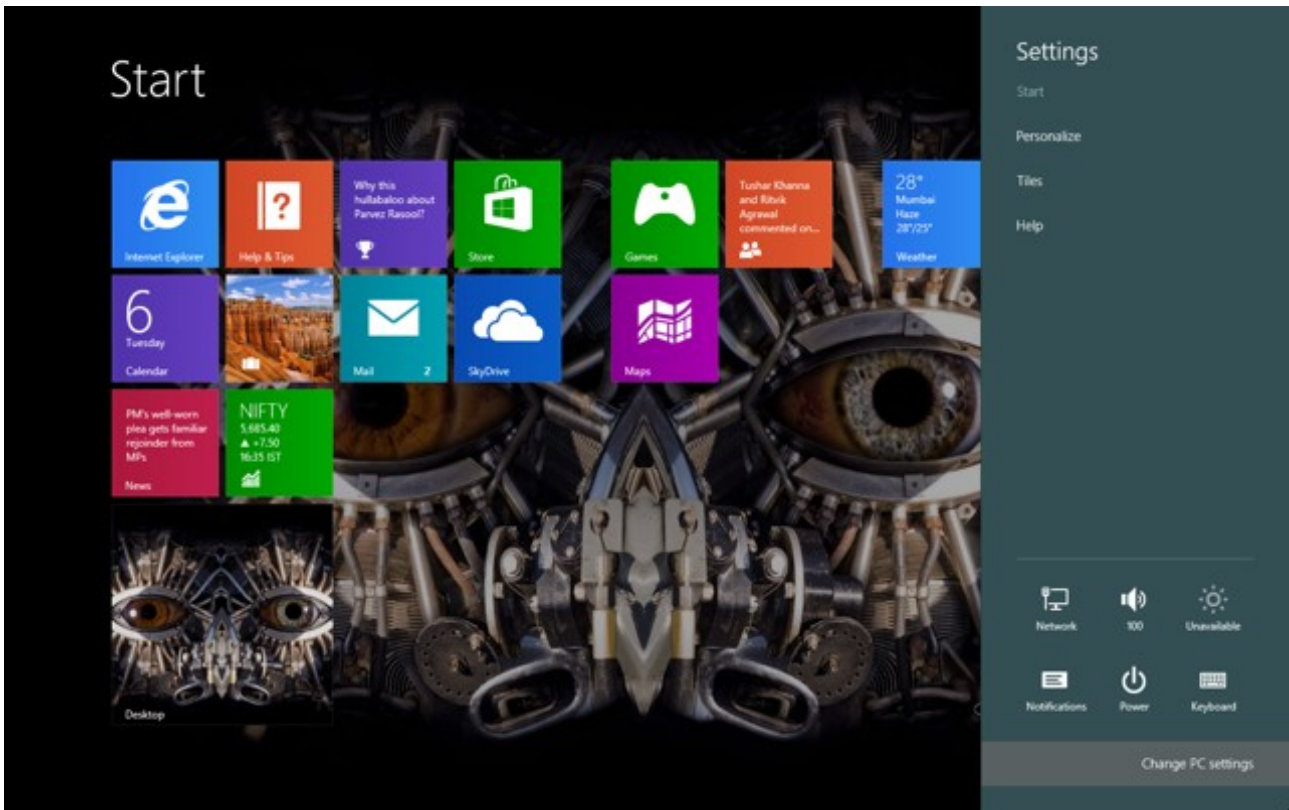 Start
Internet Explorer
Help & Tips
Why this
hullabaloo about
Parvez Rasool?
Store
Games
Tushar Khanna
and Ritvik
Agrawal
commented on...
28°
Mumbai
Haze
28°/25°
Weather
6
Tuesday
Calendar
Mail 2
SkyDrive
Maps
PM's well-worn
plea gets familiar
rejoinder from
MPs
News
NIFTY
5,685.40
▲ +7.50
16:35 IST
Desktop
Settings
Start
Personalize
Tiles
Help
Network
100
Unavailable
Notifications
Power
Keyboard
Change PC settings